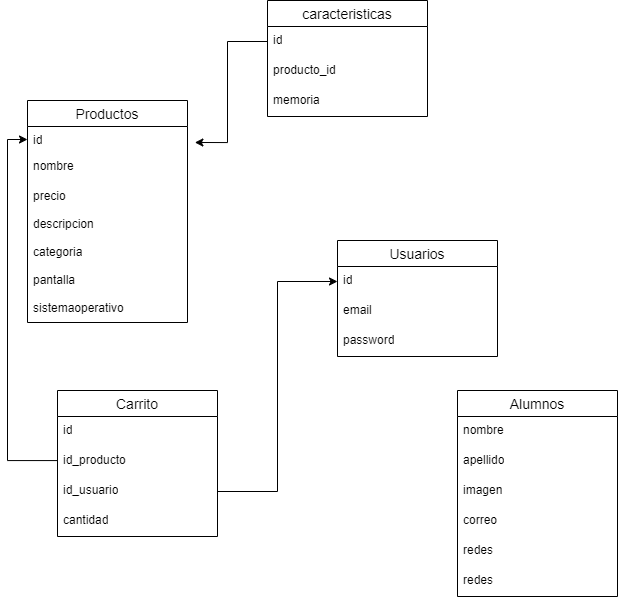 caracteristicas
id
producto_id
memoria
Productos
id
nombre
precio
descripcion
categoria
pantalla
sistemaoperativo
Usuarios
id
email
password
Carrito
id
id_producto
id_usuario
cantidad
Alumnos
nombre
apellido
imagen
correo
redes
redes